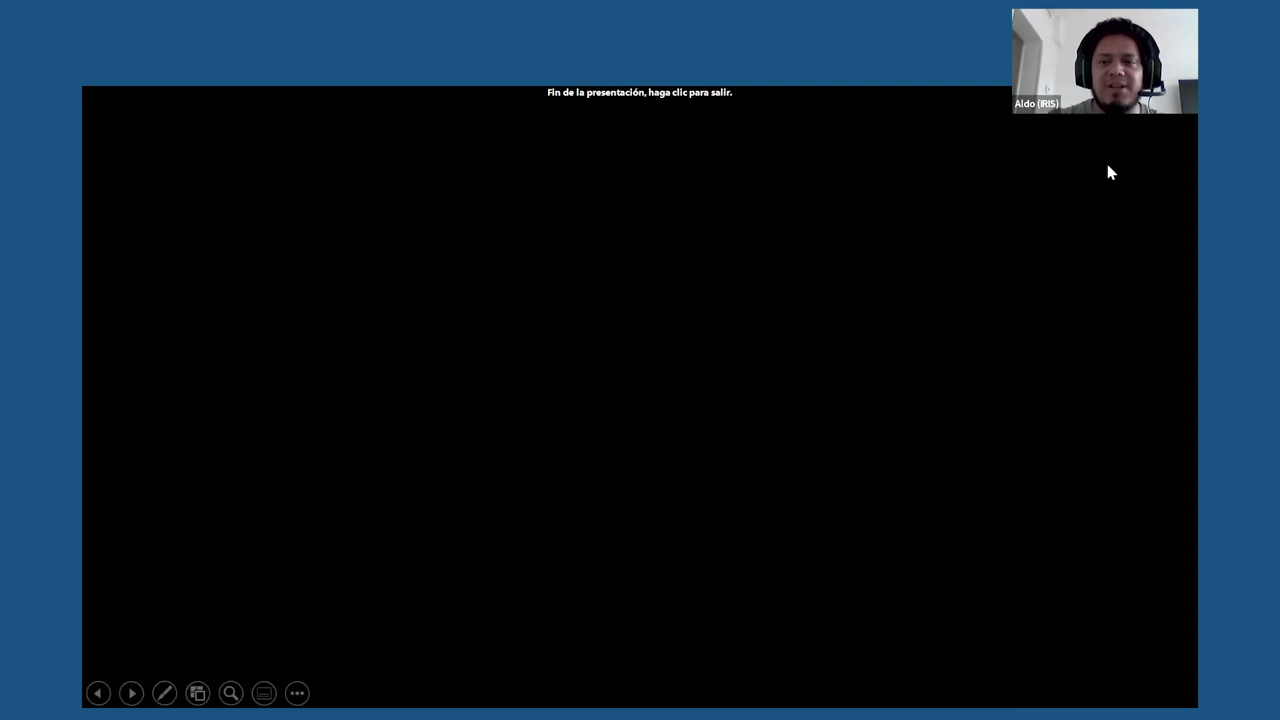 Fin de la presentación, haga clic para salir.
Aldo (IRIS)